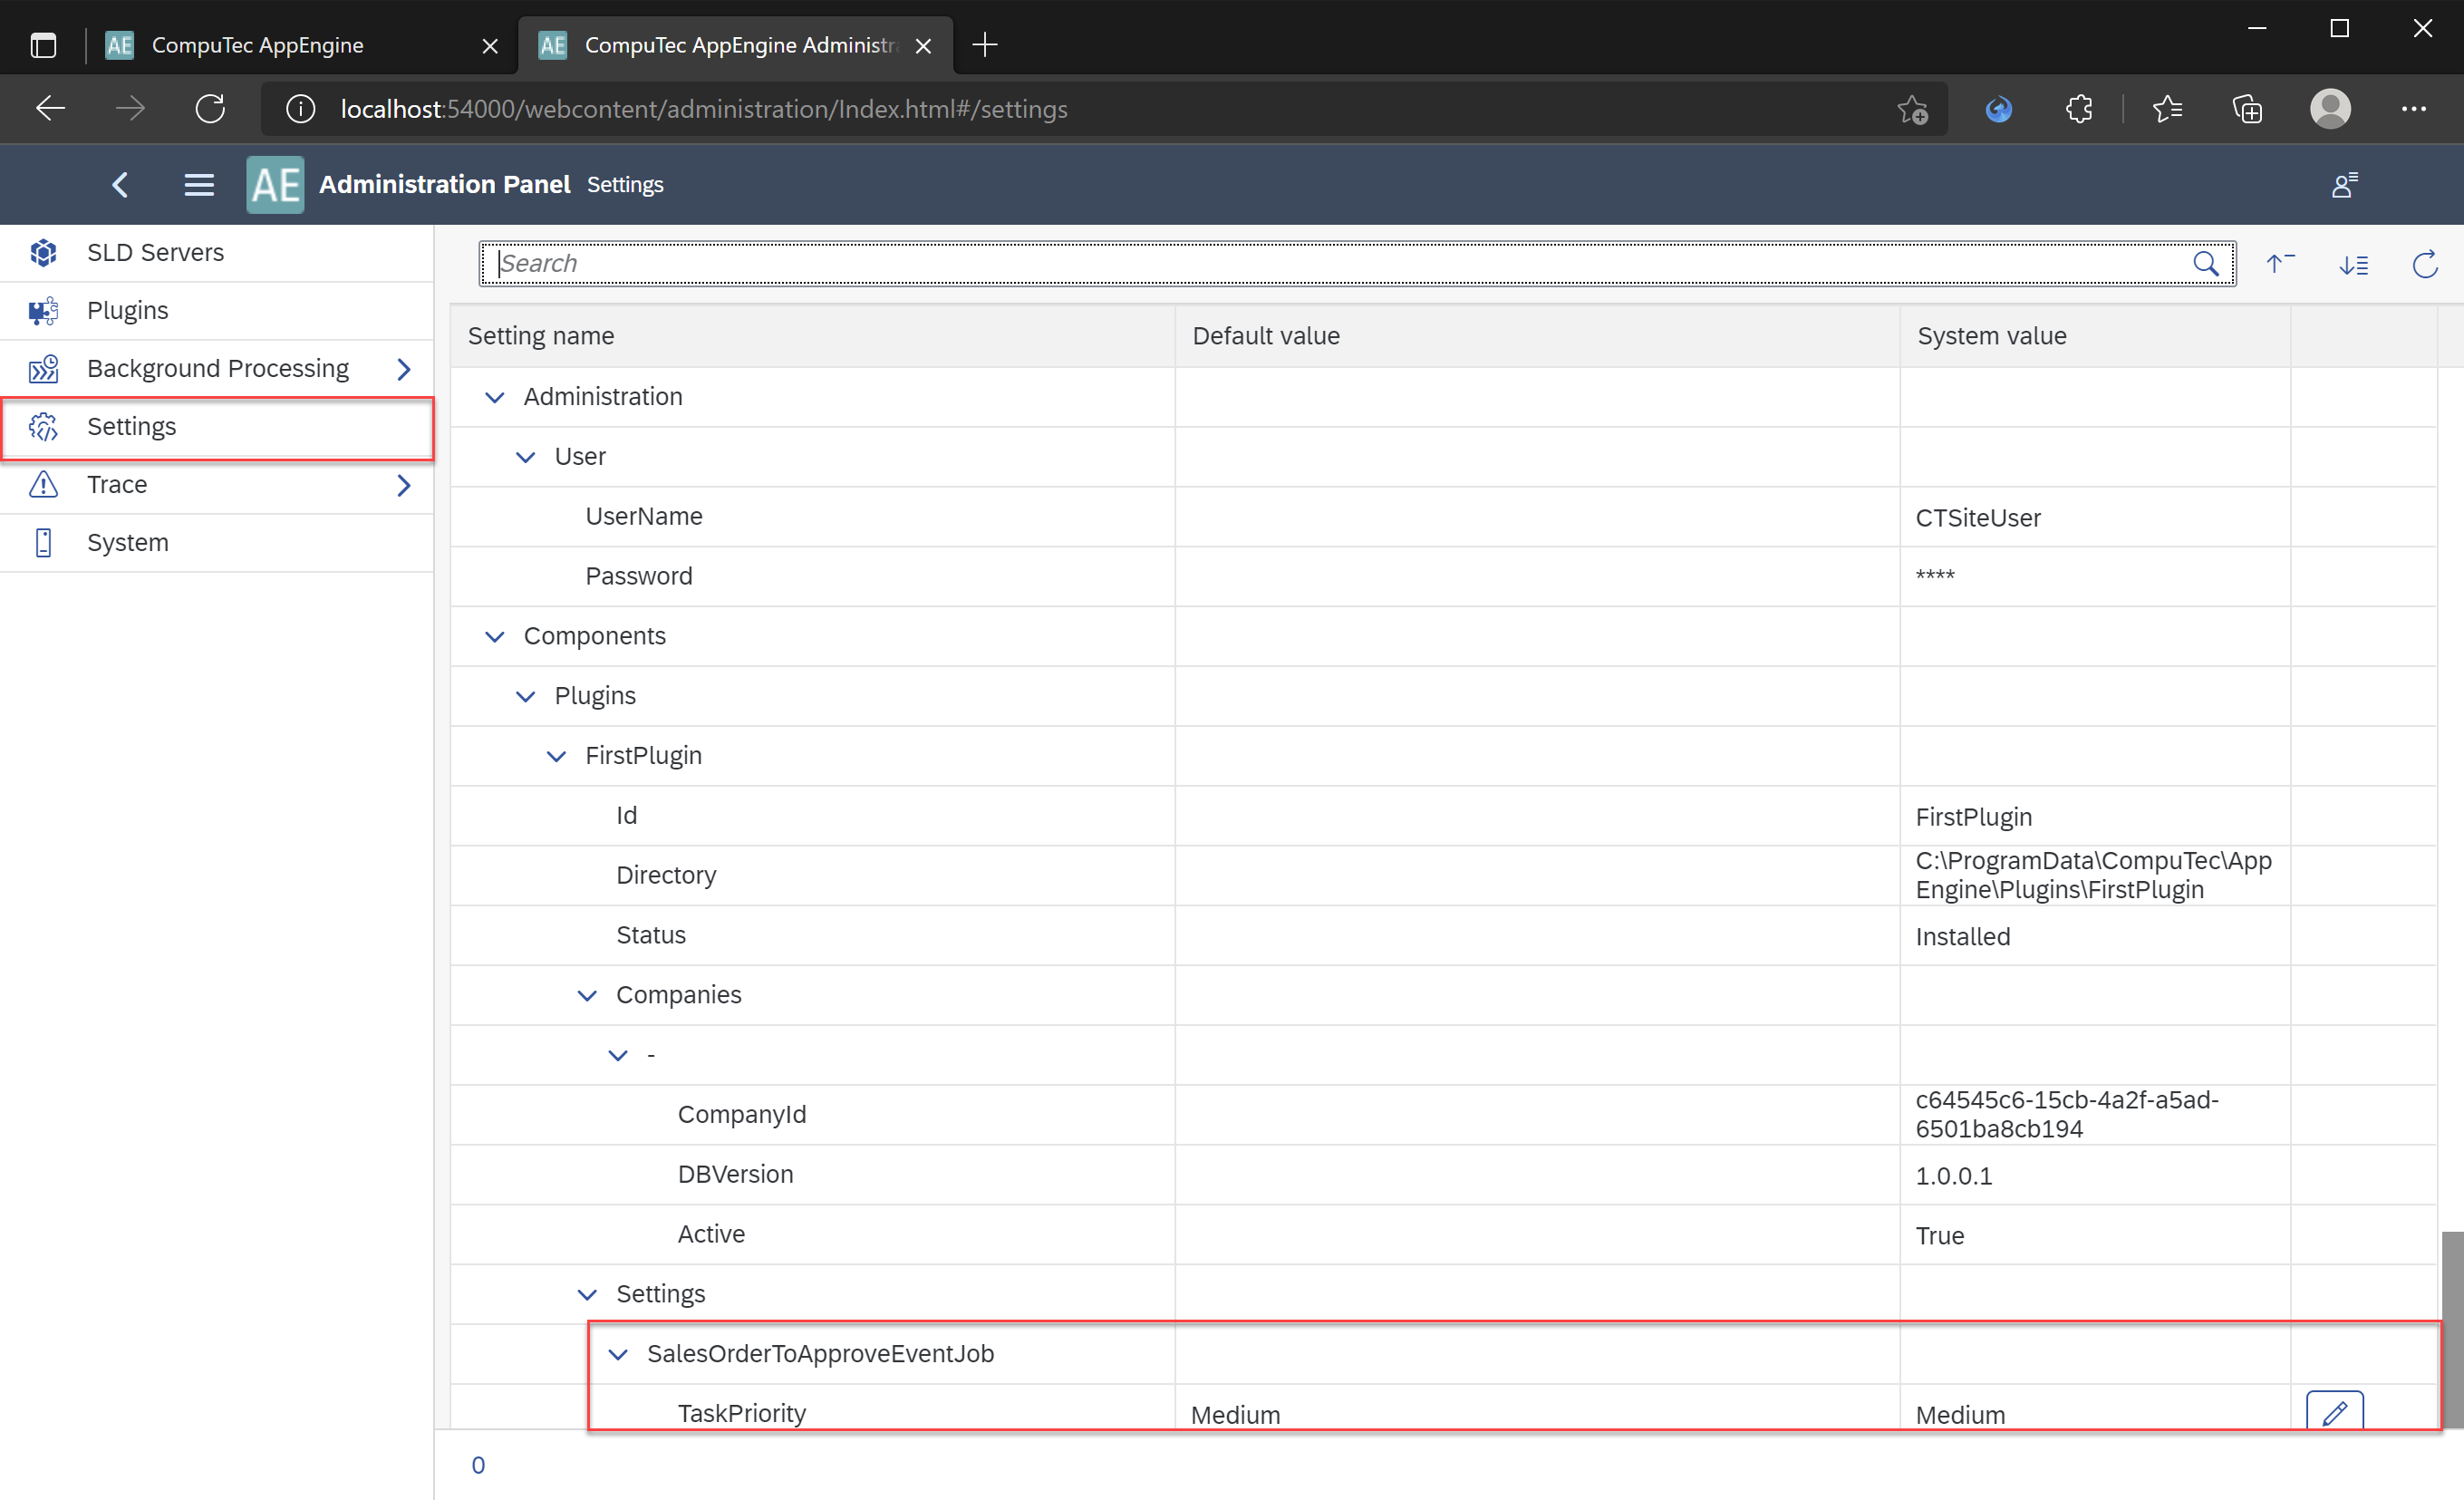 AE CompuTec AppEngine
AE CompuTec AppEngine Administra
localhost:54000/webcontent/administration/Index.html#/settings
AE Administration Panel Settings
SLD Servers
Plugins
Background Processing
Settings
Trace
System
Search
Setting name Default value System value
Administration
User
UserName CTSiteUser
Password ****
Components
Plugins
FirstPlugin
Id FirstPlugin
Directory C:\ProgramData\CompuTec\App
Engine\Plugins\FirstPlugin
Status Installed
Companies
-
CompanyId c64545c6-15cb-4a2f-a5ad-
6501ba8cb194
DBVersion 1.0.0.1
Active True
Settings
SalesOrderToApproveEventJob
TaskPriority Medium Medium
0